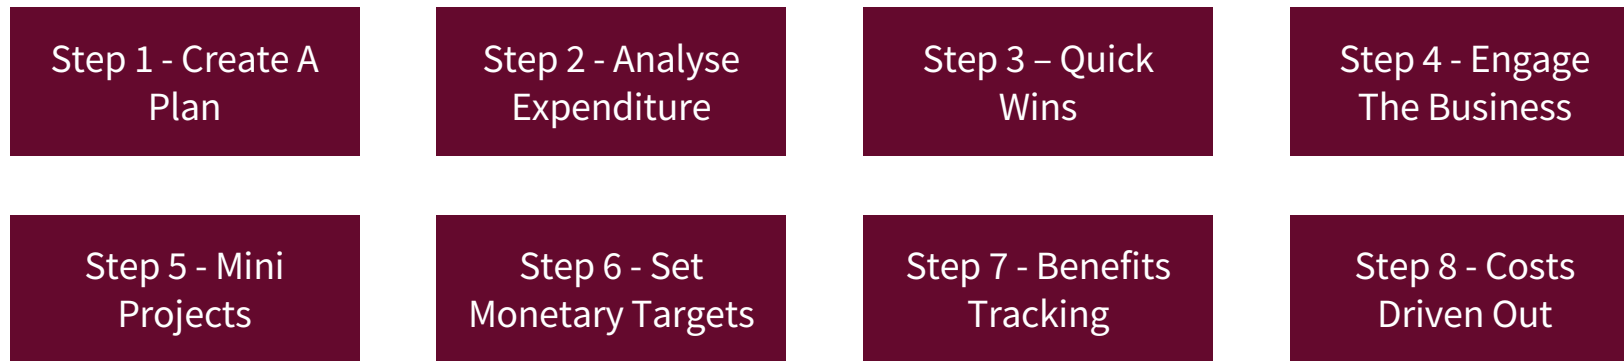 Step 1 - Create A
Plan
Step 2 - Analyse
Expenditure
Step 3 – Quick
Wins
Step 4 - Engage
The Business
Step 5 - Mini
Projects
Step 6 - Set
Monetary Targets
Step 7 - Benefits
Tracking
Step 8 - Costs
Driven Out